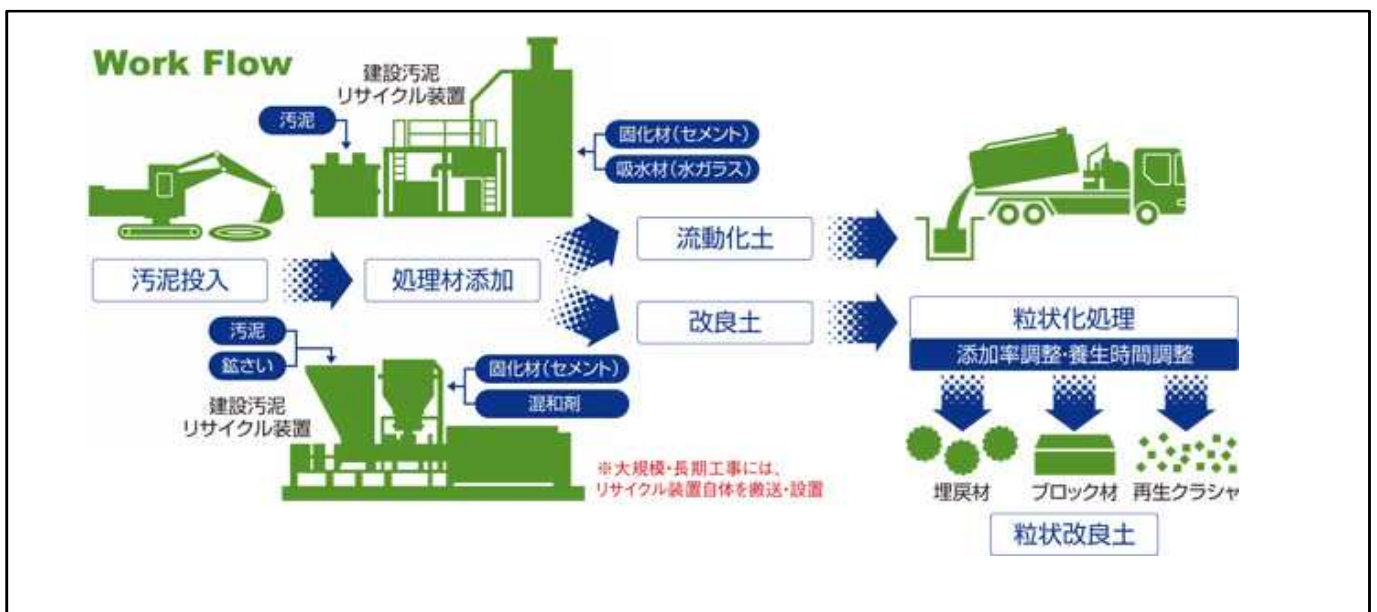 Work Flow
建設汚泥
リサイクル装置
汚泥
固化材(セメント)
吸水材(水ガラス)
汚泥投入
処理材添加
流動化土
改良土
粒状化処理
添加率調整・養生時間調整
汚泥
鉱さい
建設汚泥
リサイクル装置
固化材(セメント)
混和剤
※大規模・長期工事には、
リサイクル装置自体を搬送・設置
埋戻材
ブロック材
再生クラシャ
粒状改良土